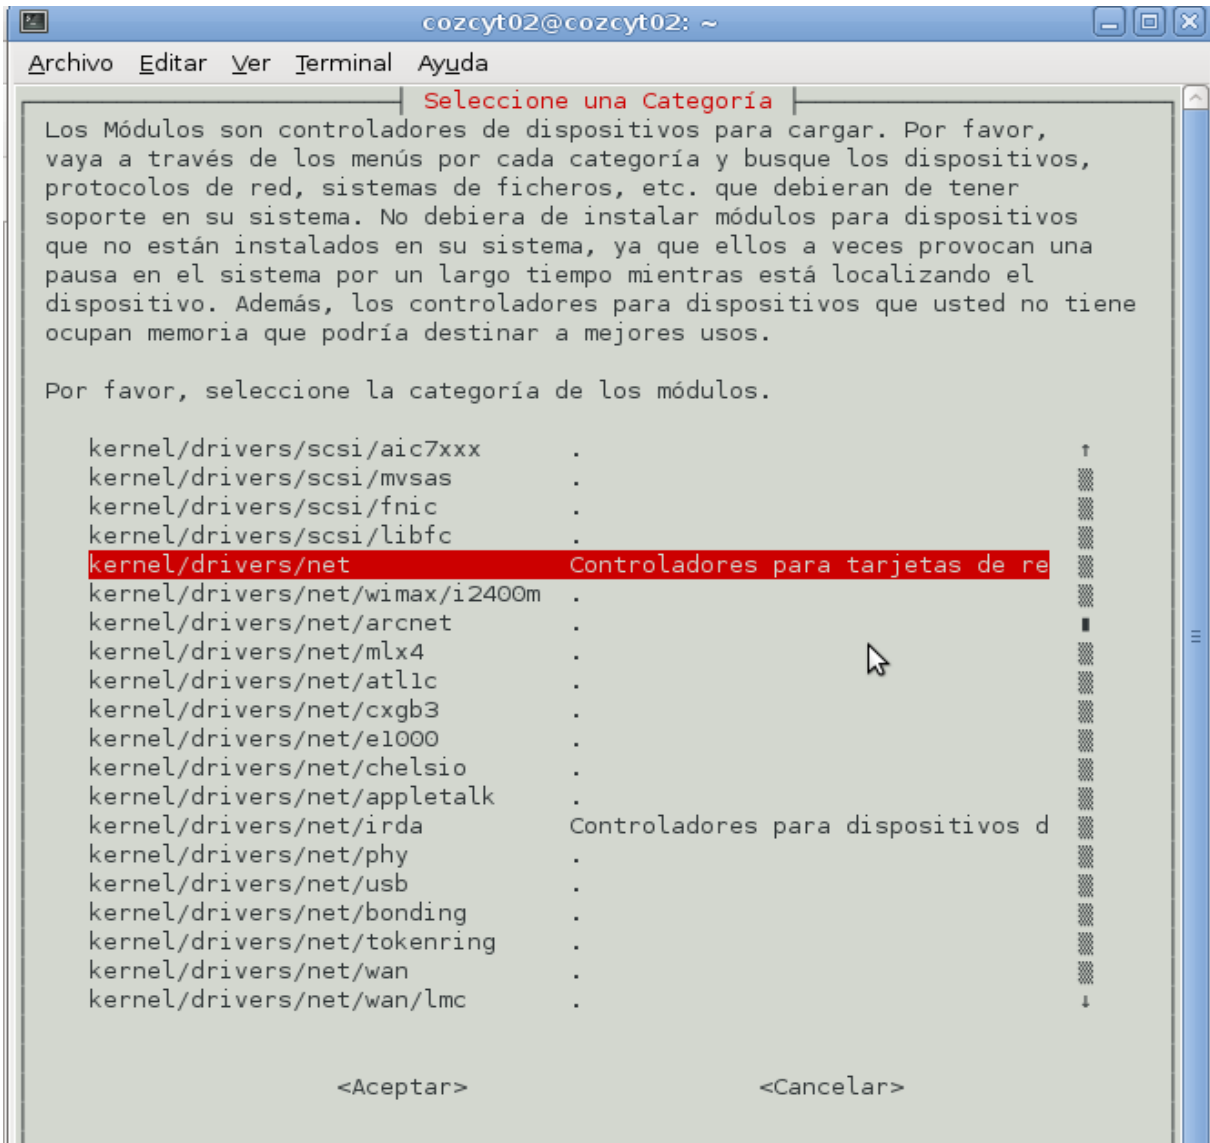 cozcyt02@cozcyt02: ~
Archivo Editar Ver Terminal Ayuda
Seleccione una Categoría
Los Módulos son controladores de dispositivos para cargar. Por favor,
vaya a través de los menús por cada categoría y busque los dispositivos,
protocolos de red, sistemas de ficheros, etc. que debieran de tener
soporte en su sistema. No debiera de instalar módulos para dispositivos
que no están instalados en su sistema, ya que ellos a veces provocan una
pausa en el sistema por un largo tiempo mientras está localizando el
dispositivo. Además, los controladores para dispositivos que usted no tiene
ocupan memoria que podría destinar a mejores usos.
Por favor, seleccione la categoría de los módulos.
kernel/drivers/scsi/aic7xxx .
kernel/drivers/scsi/mvsas .
kernel/drivers/scsi/fnic .
kernel/drivers/scsi/libfc .
kernel/drivers/net Controladores para tarjetas de re
kernel/drivers/net/wimax/i2400m .
kernel/drivers/net/arcnet .
kernel/drivers/net/mlx4 .
kernel/drivers/net/atl1c .
kernel/drivers/net/cxgb3 .
kernel/drivers/net/e1000 .
kernel/drivers/net/chelsio .
kernel/drivers/net/appletalk .
kernel/drivers/net/irda Controladores para dispositivos d
kernel/drivers/net/phy .
kernel/drivers/net/usb .
kernel/drivers/net/bonding .
kernel/drivers/net/tokenring .
kernel/drivers/net/wan .
kernel/drivers/net/wan/lmc .
<Aceptar> <Cancelar>